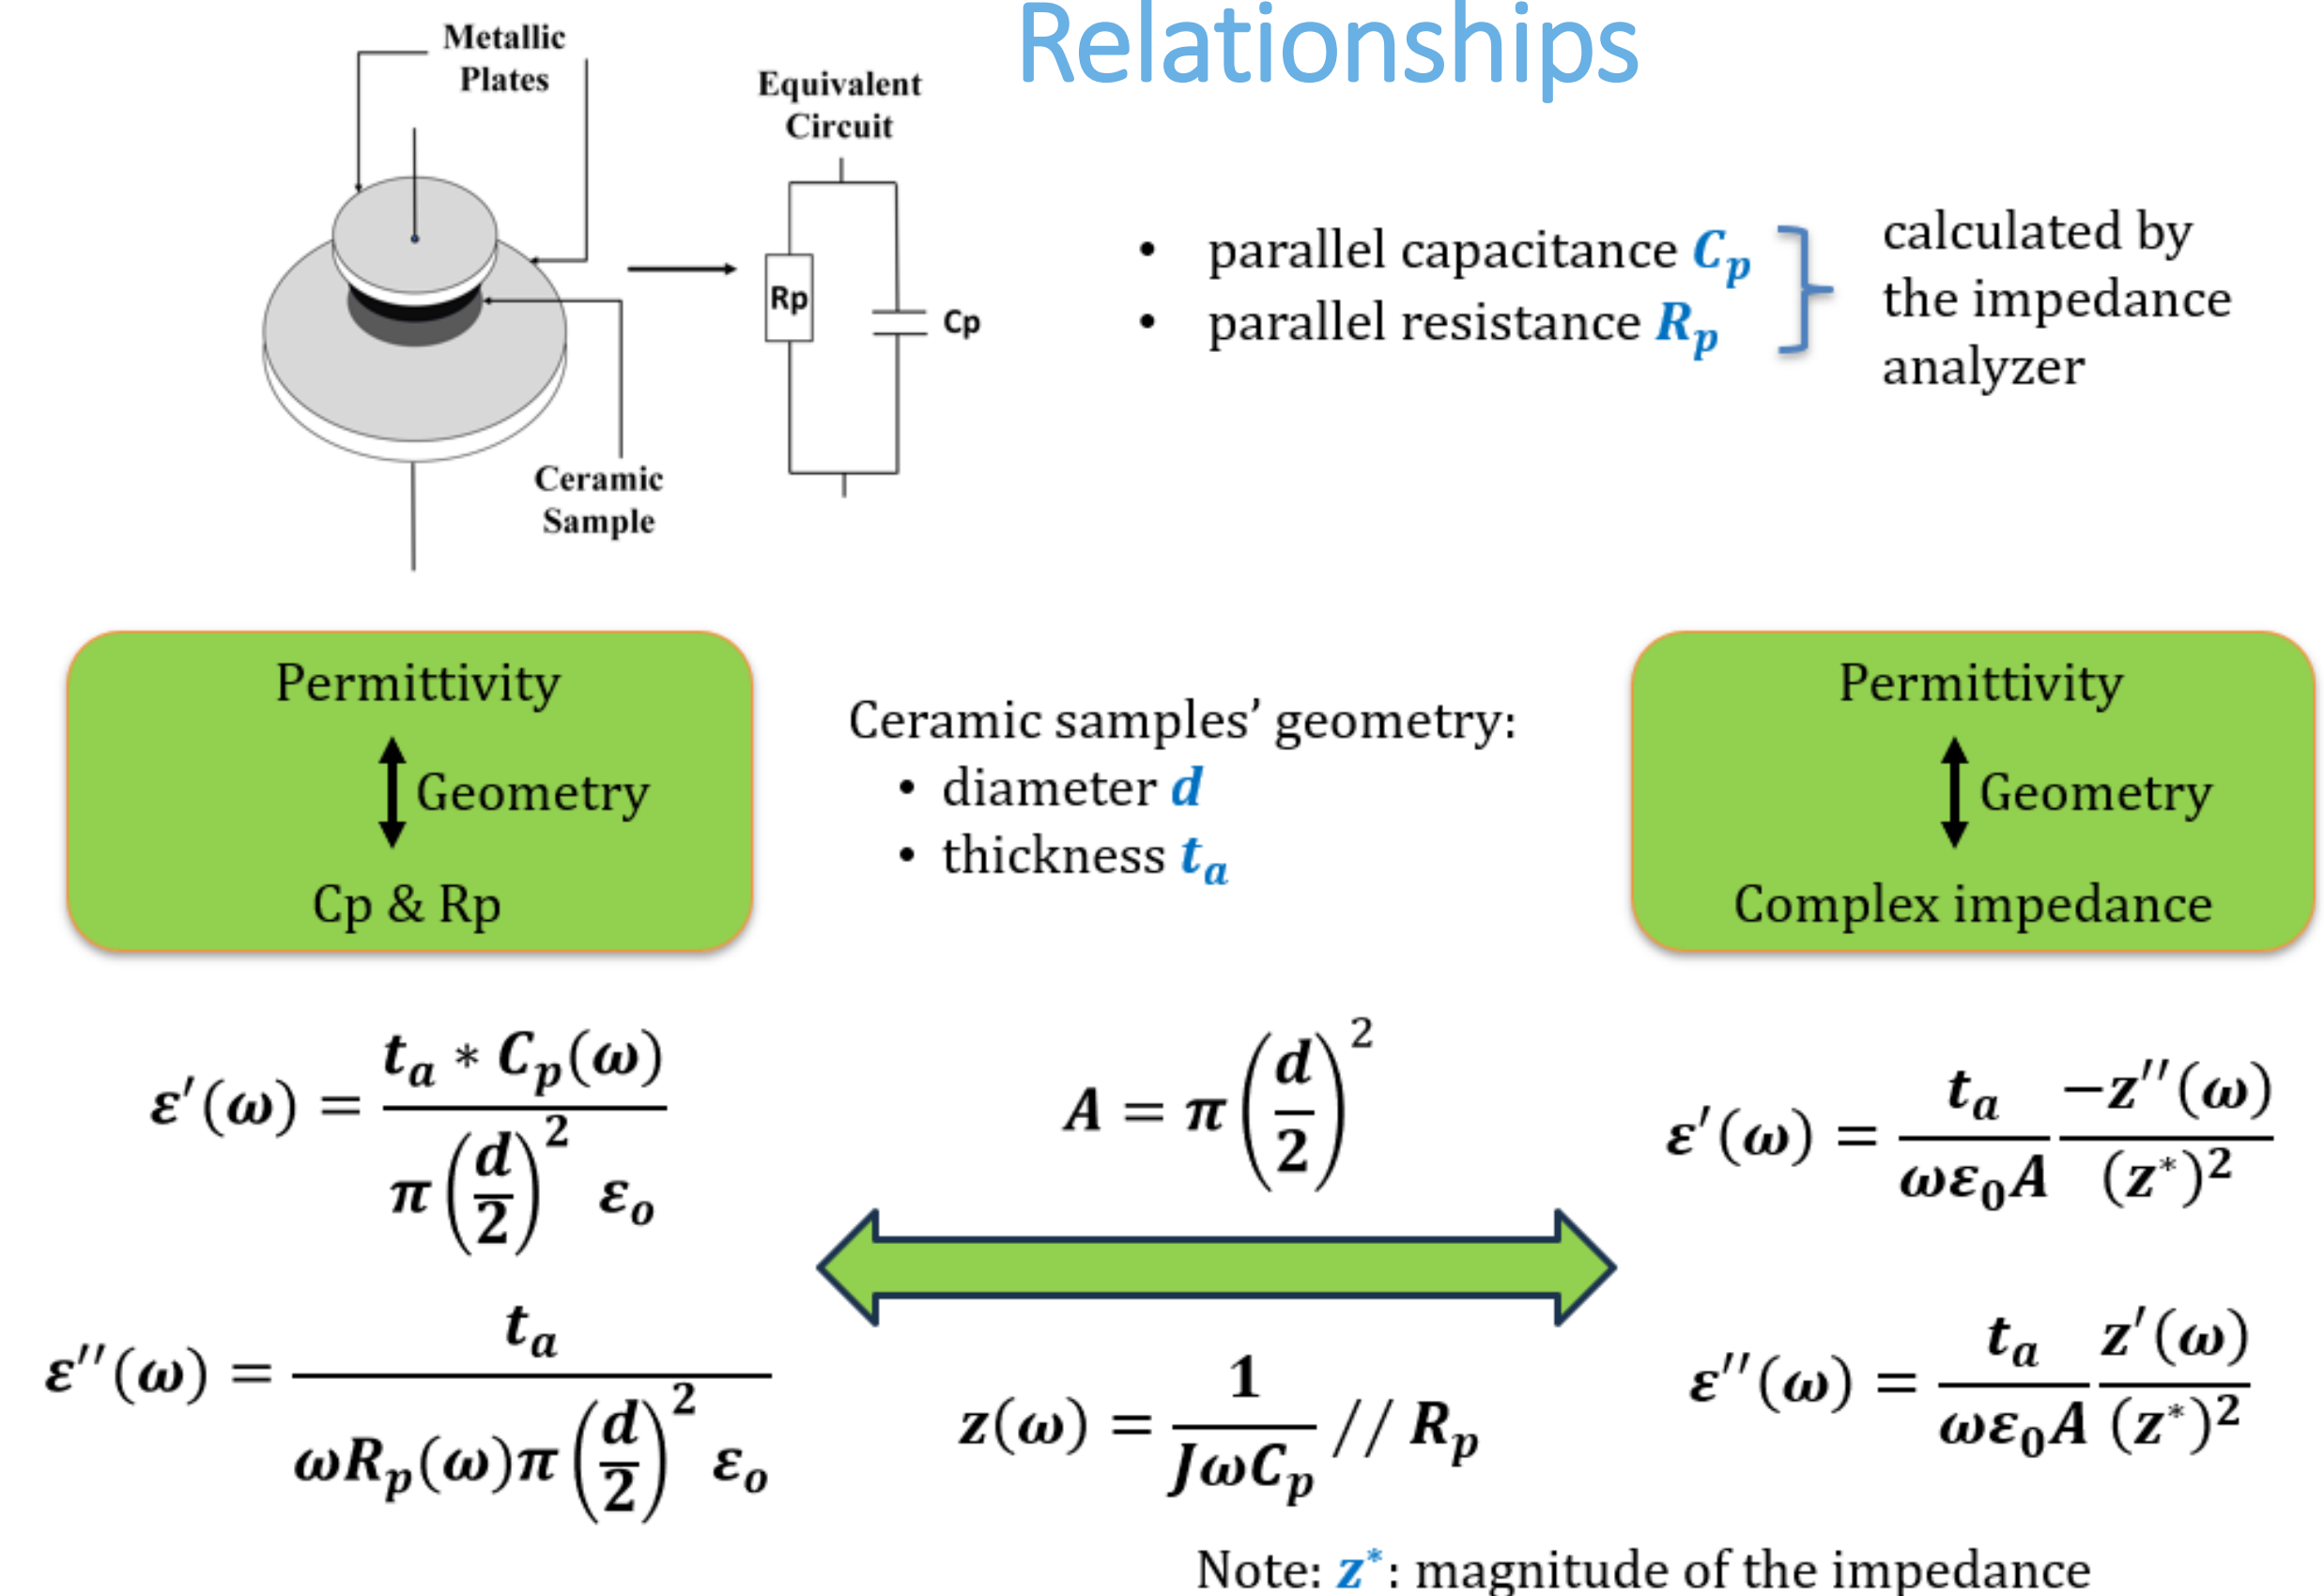 Relationships
Metallic
Plates
Equivalent
Circuit
Rp
Cp
Ceramic
Sample
• parallel capacitance Cₚ
• parallel resistance Rₚ
calculated by
the impedance
analyzer
Permittivity
Geometry
Cp & Rp
Ceramic samples’ geometry:
• diameter d
• thickness tₐ
Permittivity
Geometry
Complex impedance
ε′(ω) = (tₐ * Cₚ(ω)) / (π(d/2)² εₒ)
A = π(d/2)²
ε′(ω) = (tₐ / ωε₀A) (−z′′(ω) / (z*)²)
ε′′(ω) = tₐ / (ωRₚ(ω)π(d/2)² εₒ)
z(ω) = 1 / (JωCₚ) // Rₚ
ε′′(ω) = (tₐ / ωε₀A) (z′(ω) / (z*)²)
Note: z*: magnitude of the impedance